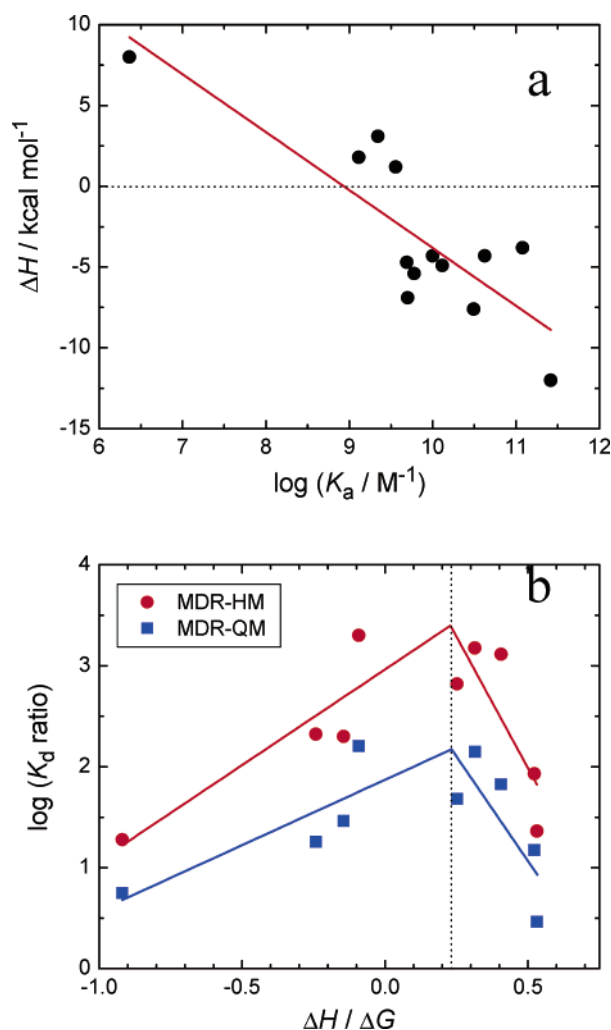 10
a
5
0
-5
-10
-15
ΔH / kcal mol⁻¹
6 7 8 9 10 11 12
log (Kₐ / M⁻¹)
4
b
MDR-HM
MDR-QM
3
2
1
0
log (K_d ratio)
-1.0 -0.5 0.0 0.5
ΔH / ΔG